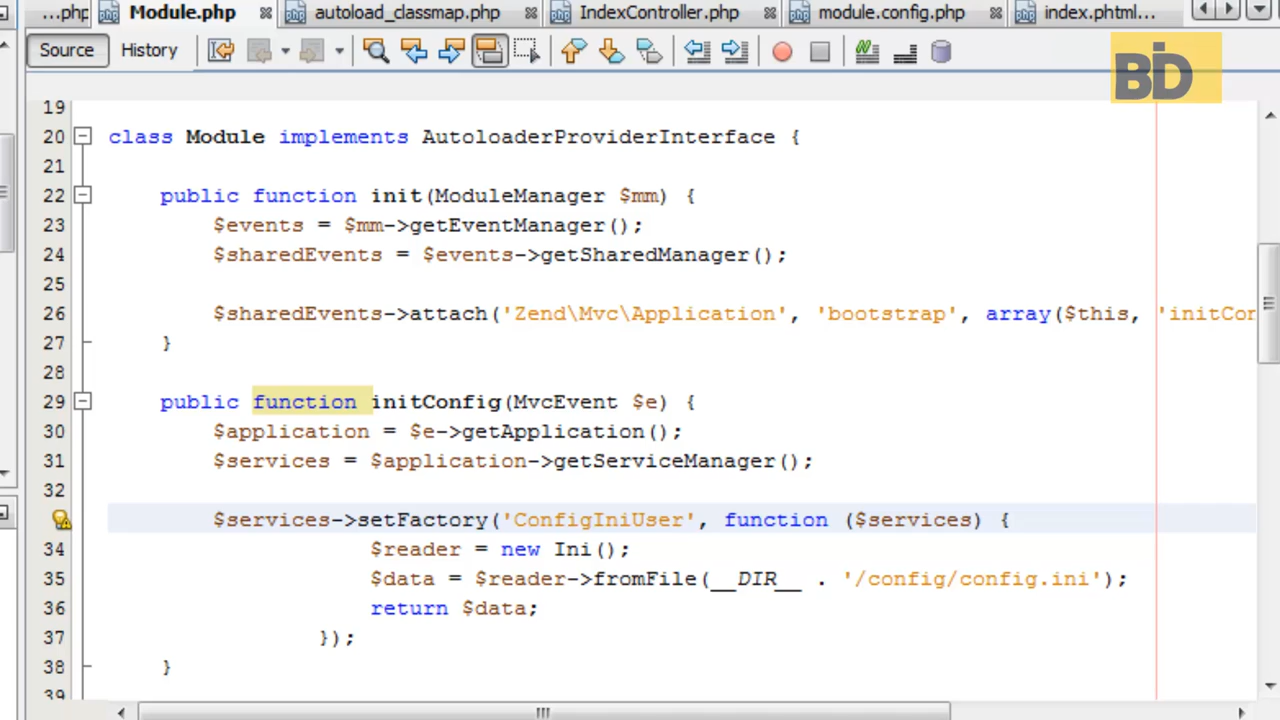 ...php Module.php autoload_classmap.php IndexController.php module.config.php index.phtml...
Source History
BID
19
20 class Module implements AutoloaderProviderInterface {
21
22 public function init(ModuleManager $mm) {
23 $events = $mm->getEventManager();
24 $sharedEvents = $events->getSharedManager();
25
26 $sharedEvents->attach('Zend\Mvc\Application', 'bootstrap', array($this, 'initCon
27 }
28
29 public function initConfig(MvcEvent $e) {
30 $application = $e->getApplication();
31 $services = $application->getServiceManager();
32
$services->setFactory('ConfigIniUser', function ($services) {
34 $reader = new Ini();
35 $data = $reader->fromFile(__DIR__ . '/config/config.ini');
36 return $data;
37 });
38 }
39